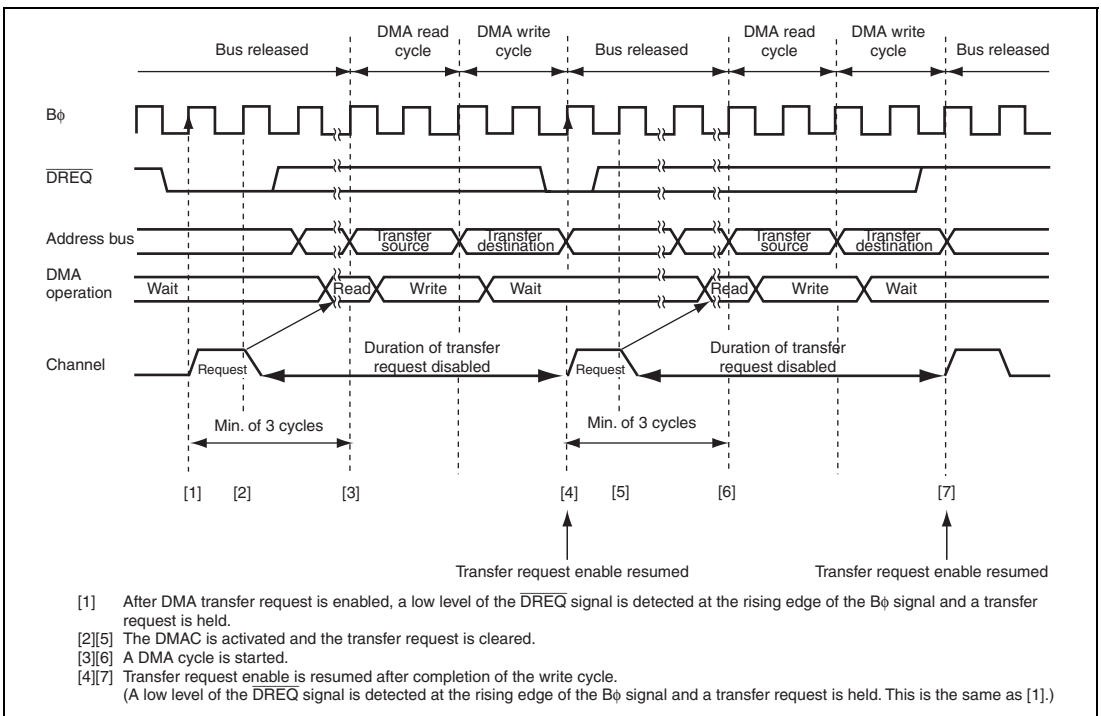 DMA read DMA write DMA read DMA write
Bus released cycle cycle Bus released cycle cycle Bus released
Bϕ
DREQ
Address bus Transfer source Transfer destination Transfer source Transfer destination
DMA
operation Wait Read Write Wait Read Write Wait
Channel Request Duration of transfer request disabled Request Duration of transfer request disabled
Min. of 3 cycles Min. of 3 cycles
[1] [2] [3] [4] [5] [6] [7]
Transfer request enable resumed Transfer request enable resumed
[1] After DMA transfer request is enabled, a low level of the DREQ signal is detected at the rising edge of the Bϕ signal and a transfer
request is held.
[2][5] The DMAC is activated and the transfer request is cleared.
[3][6] A DMA cycle is started.
[4][7] Transfer request enable is resumed after completion of the write cycle.
(A low level of the DREQ signal is detected at the rising edge of the Bϕ signal and a transfer request is held. This is the same as [1].)